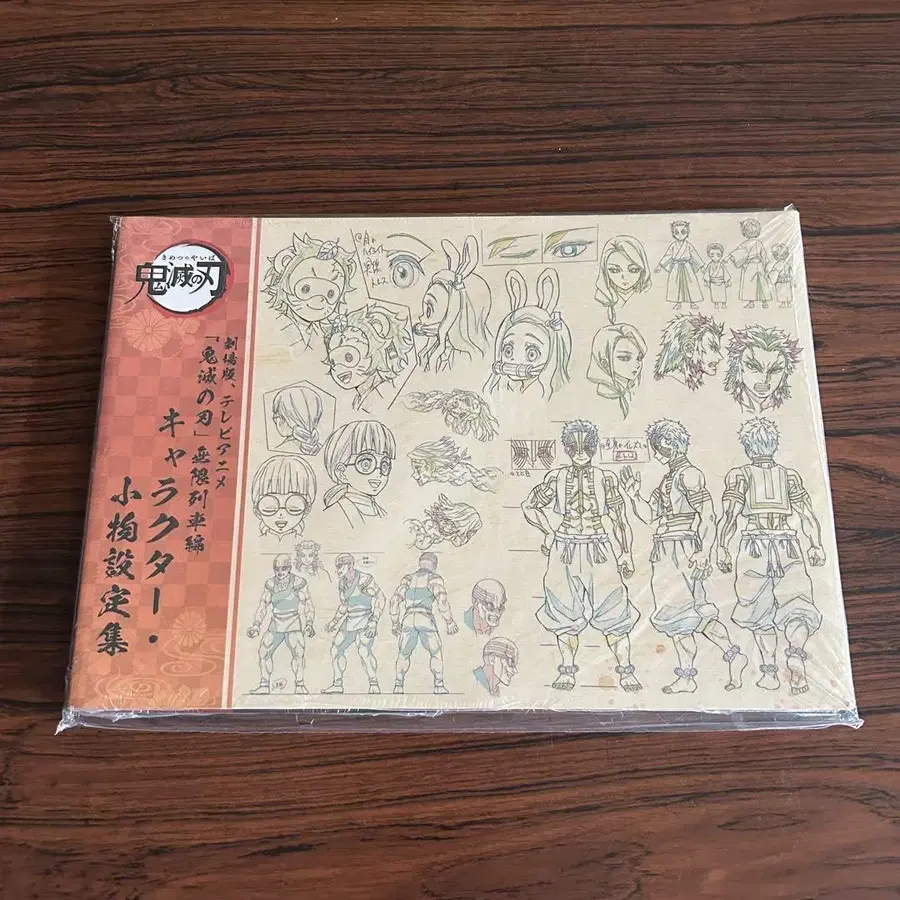 きめつのやいば
鬼滅の刃
劇場版、テレビアニメ
「鬼滅の刃」無限列車編
キャラクター・
小物設定集